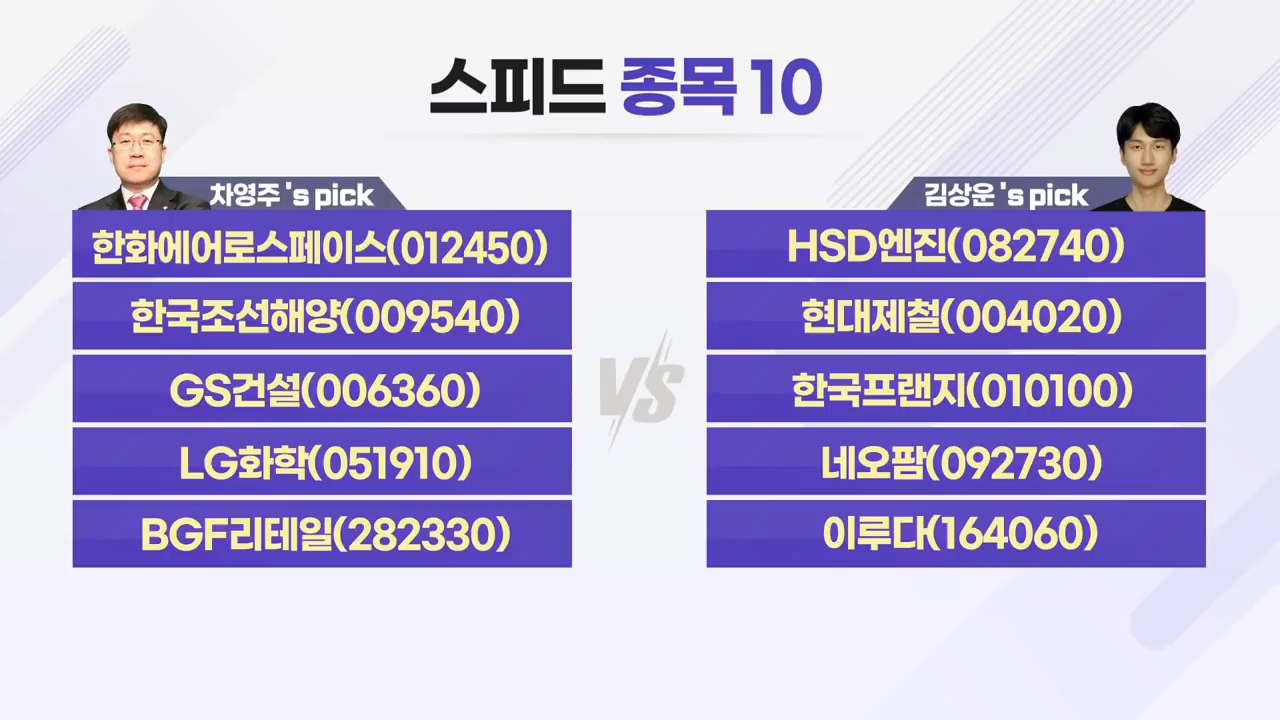 스피드 종목 10
차영주 's pick
한화에어로스페이스(012450)
한국조선해양(009540)
GS건설(006360)
LG화학(051910)
BGF리테일(282330)
VS
김상운 's pick
HSD엔진(082740)
현대제철(004020)
한국프랜지(010100)
네오팜(092730)
이루다(164060)